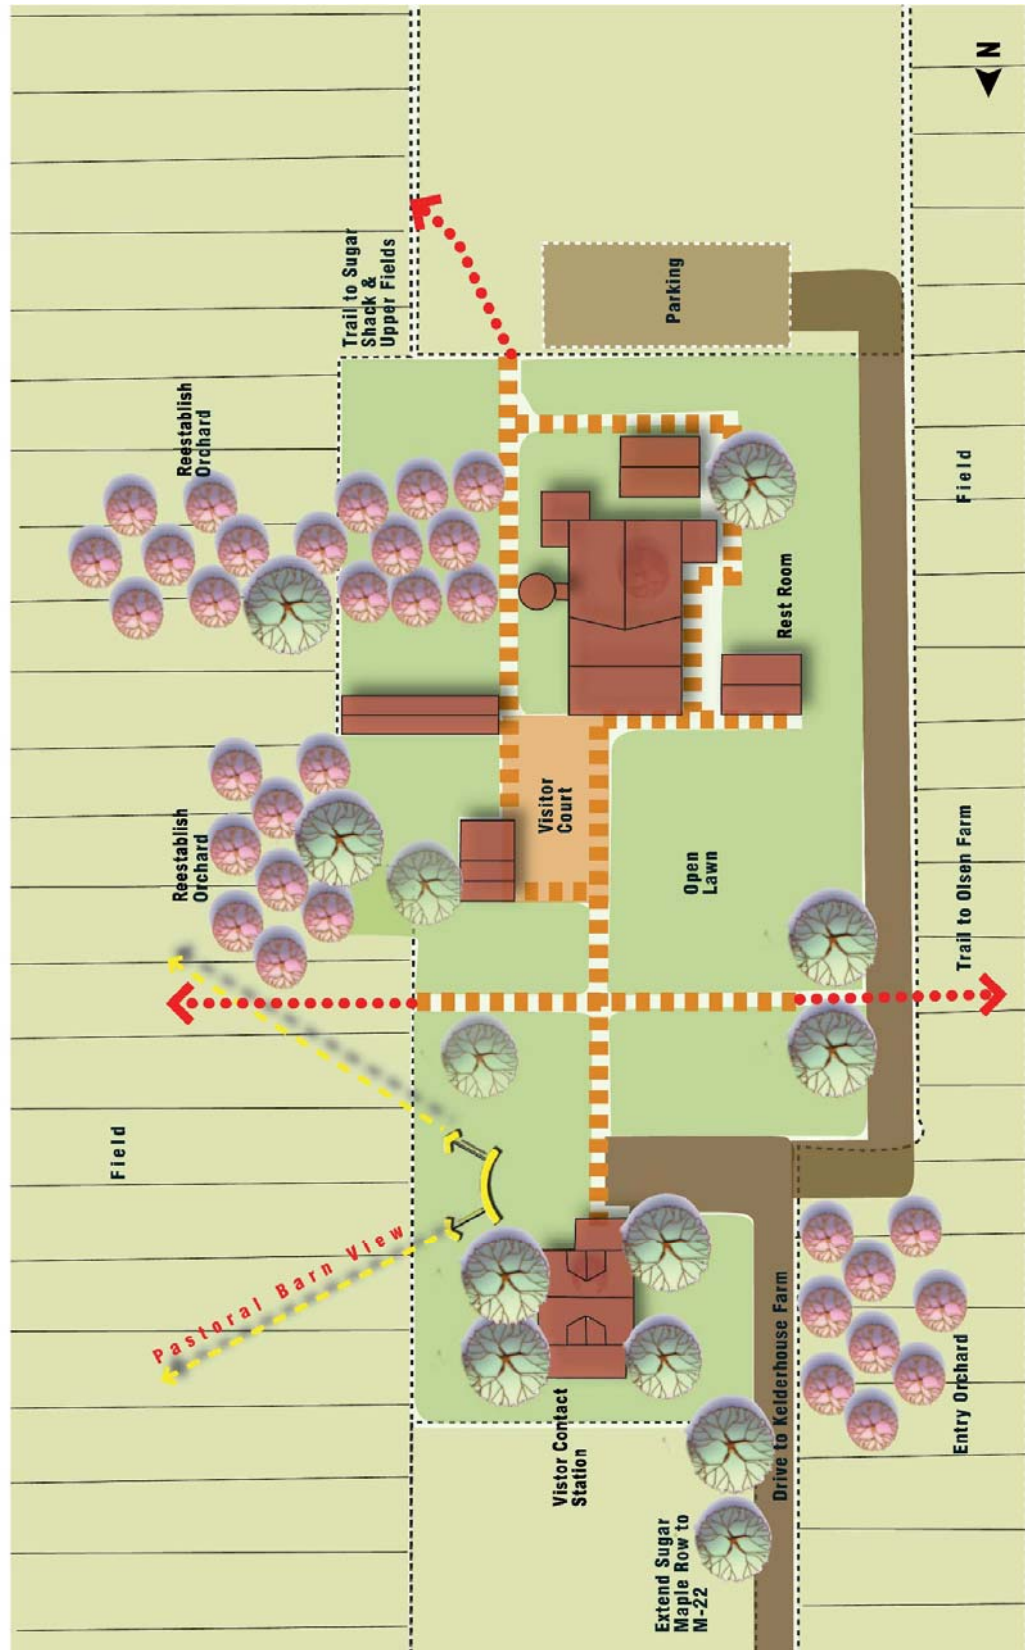 N
Trail to Sugar
Shack &
Upper Fields
Parking
Reestablish
Orchard
Field
Rest Room
Reestablish
Orchard
Visitor
Court
Open
Lawn
Trail to Olsen Farm
Field
Pastoral Barn View
Vistor Contact
Station
Drive to Kelderhouse Farm
Entry Orchard
Extend Sugar
Maple Row to
M-22